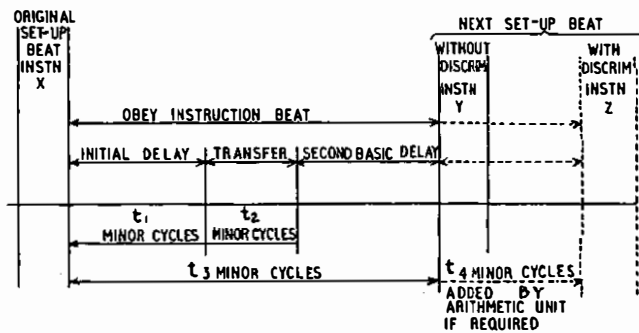 ORIGINAL
SET-UP
BEAT
INSTN
X
NEXT SET-UP BEAT
WITHOUT
DISCRIM
INSTN
Y
WITH
DISCRIM
INSTN
Z
OBEY INSTRUCTION BEAT
INITIAL DELAY
TRANSFER
SECOND BASIC DELAY
t1
MINOR CYCLES
t2
MINOR CYCLES
t3 MINOR CYCLES
t4 MINOR CYCLES
ADDED BY
ARITHMETIC UNIT
IF REQUIRED